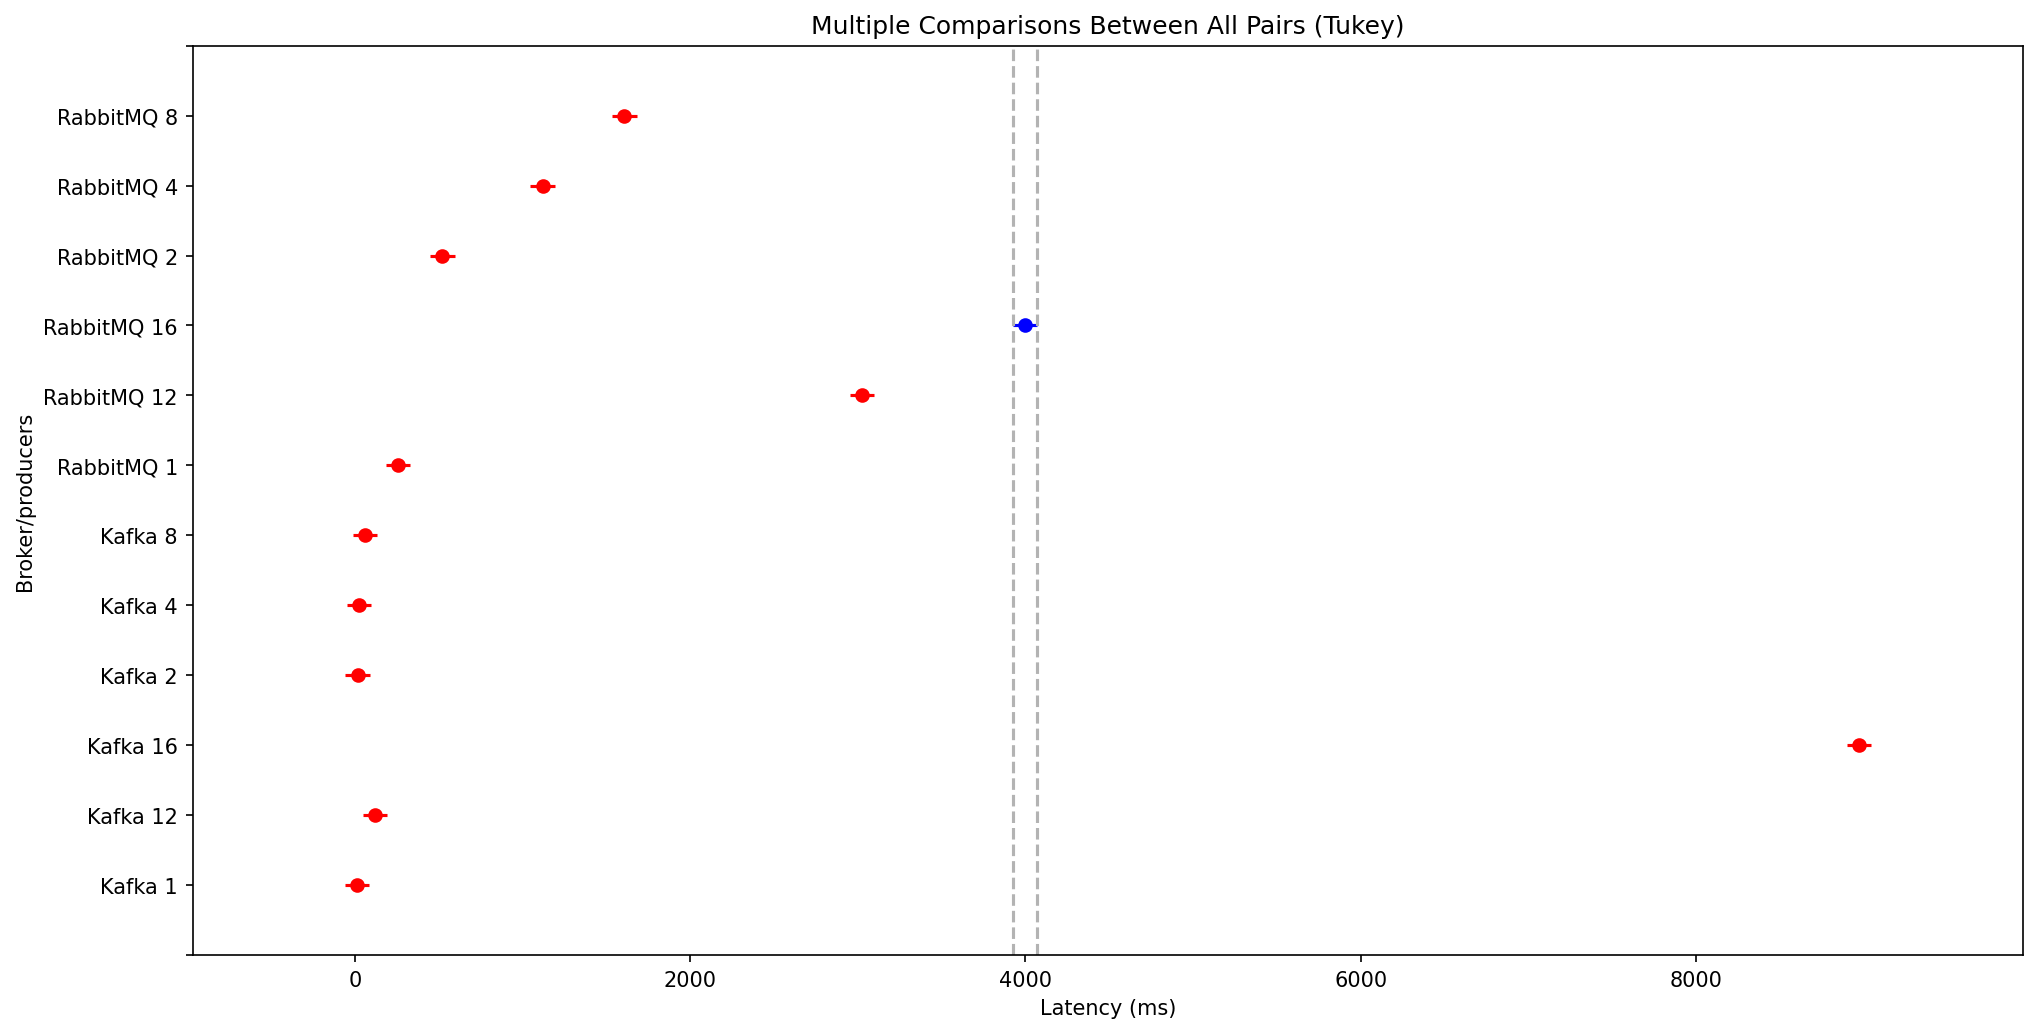 Multiple Comparisons Between All Pairs (Tukey)
RabbitMQ 8
RabbitMQ 4
RabbitMQ 2
RabbitMQ 16
RabbitMQ 12
RabbitMQ 1
Kafka 8
Kafka 4
Kafka 2
Kafka 16
Kafka 12
Kafka 1
Broker/producers
0 2000 4000 6000 8000
Latency (ms)